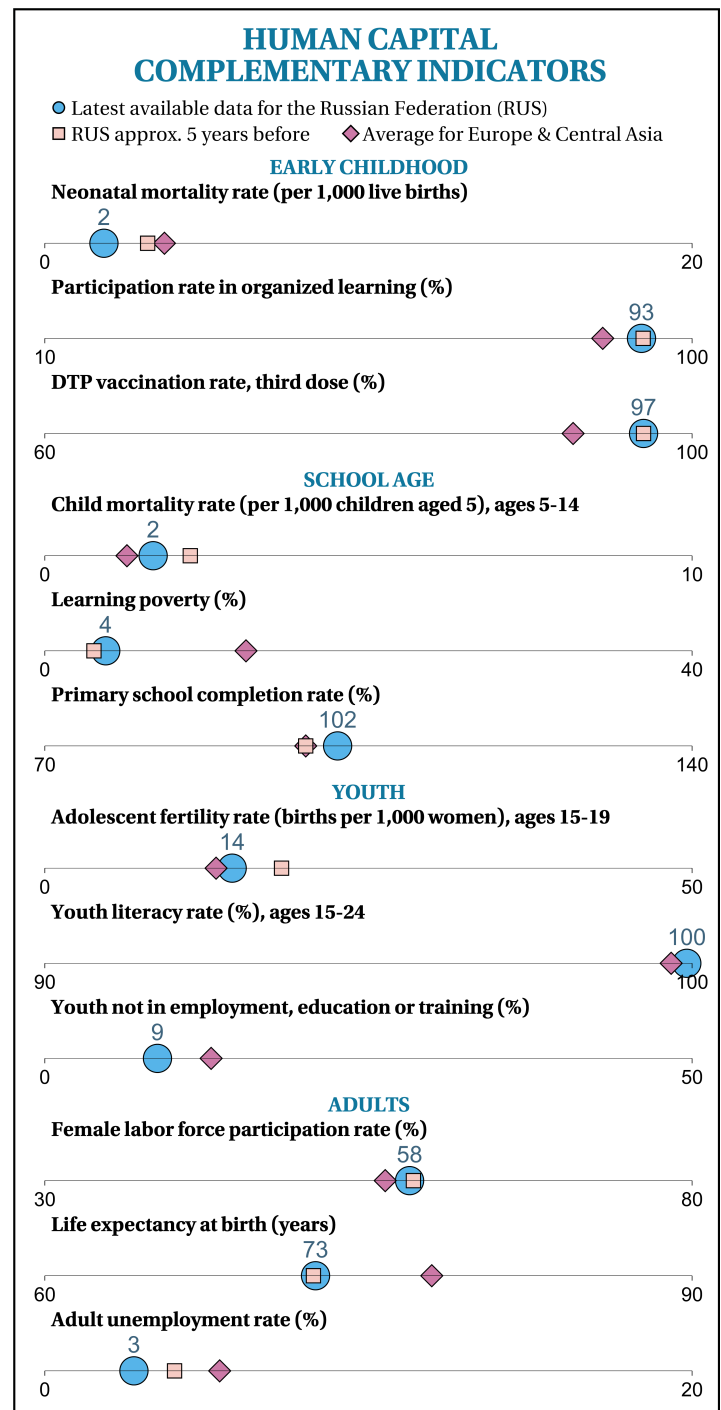 HUMAN CAPITAL
COMPLEMENTARY INDICATORS
Latest available data for the Russian Federation (RUS)
RUS approx. 5 years before Average for Europe & Central Asia
EARLY CHILDHOOD
Neonatal mortality rate (per 1,000 live births)
2
0 20
Participation rate in organized learning (%)
93
10 100
DTP vaccination rate, third dose (%)
97
60 100
SCHOOL AGE
Child mortality rate (per 1,000 children aged 5), ages 5-14
2
0 10
Learning poverty (%)
4
0 40
Primary school completion rate (%)
102
70 140
YOUTH
Adolescent fertility rate (births per 1,000 women), ages 15-19
14
0 50
Youth literacy rate (%), ages 15-24
100
90 100
Youth not in employment, education or training (%)
9
0 50
ADULTS
Female labor force participation rate (%)
58
30 80
Life expectancy at birth (years)
73
60 90
Adult unemployment rate (%)
3
0 20